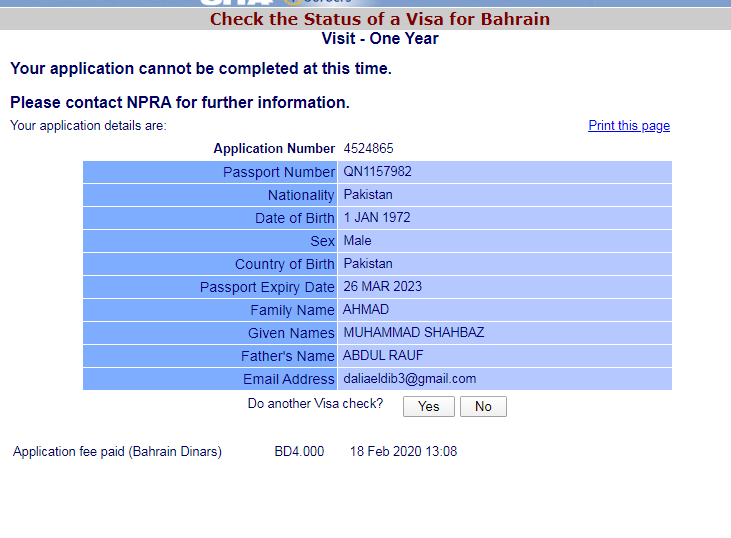 Check the Status of a Visa for Bahrain
Visit - One Year
Your application cannot be completed at this time.
Please contact NPRA for further information.
Your application details are: Print this page
Application Number 4524865
Passport Number QN1157982
Nationality Pakistan
Date of Birth 1 JAN 1972
Sex Male
Country of Birth Pakistan
Passport Expiry Date 26 MAR 2023
Family Name AHMAD
Given Names MUHAMMAD SHAHBAZ
Father's Name ABDUL RAUF
Email Address daliaeldib3@gmail.com
Do another Visa check? Yes No
Application fee paid (Bahrain Dinars) BD4.000 18 Feb 2020 13:08